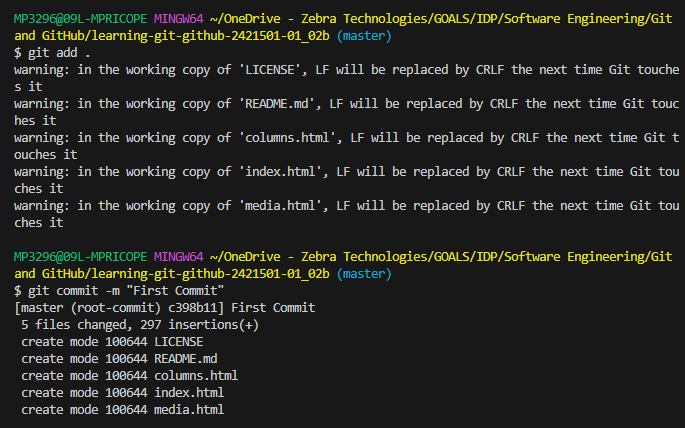 MP3296@09L-MPRICOPE MINGW64 ~/OneDrive - Zebra Technologies/GOALS/IDP/Software Engineering/Git
and GitHub/learning-git-github-2421501-01_02b (master)
$ git add .
warning: in the working copy of 'LICENSE', LF will be replaced by CRLF the next time Git touche
s it
warning: in the working copy of 'README.md', LF will be replaced by CRLF the next time Git touc
hes it
warning: in the working copy of 'columns.html', LF will be replaced by CRLF the next time Git t
ouches it
warning: in the working copy of 'index.html', LF will be replaced by CRLF the next time Git tou
ches it
warning: in the working copy of 'media.html', LF will be replaced by CRLF the next time Git tou
ches it
MP3296@09L-MPRICOPE MINGW64 ~/OneDrive - Zebra Technologies/GOALS/IDP/Software Engineering/Git
and GitHub/learning-git-github-2421501-01_02b (master)
$ git commit -m "First Commit"
[master (root-commit) c398b11] First Commit
5 files changed, 297 insertions(+)
create mode 100644 LICENSE
create mode 100644 README.md
create mode 100644 columns.html
create mode 100644 index.html
create mode 100644 media.html